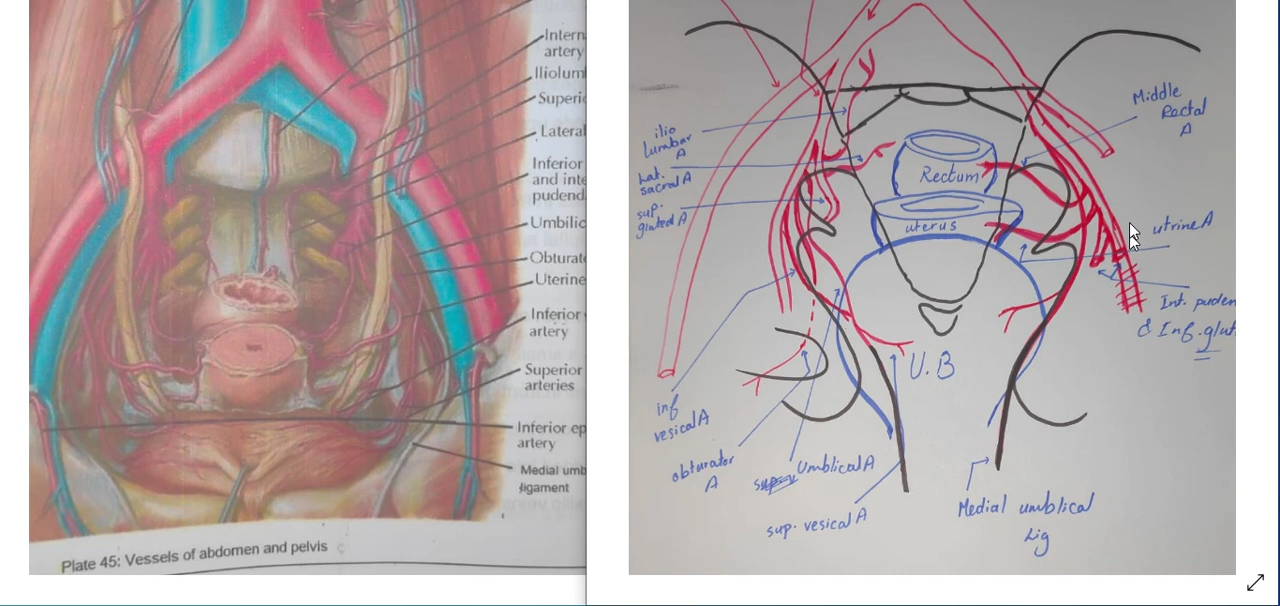 Intern
artery
Iliolum
Superio
Lateral
Inferior
and inte
pudend
Umbilic
Obturat
Uterine
Inferior
artery
Superior
arteries
Inferior ep
artery
Medial umb
ligament
Plate 45: Vessels of abdomen and pelvis
ilio
lumbar
A
Lat.
sacral A
sup.
gluteal A
Middle
Rectal
A
Rectum
uterus
utrine A
Int. puden
& Inf. glut
U.B
inf
vesical A
obturator
A
Umblical A
sup. vesical A
Medial umblical
Lig